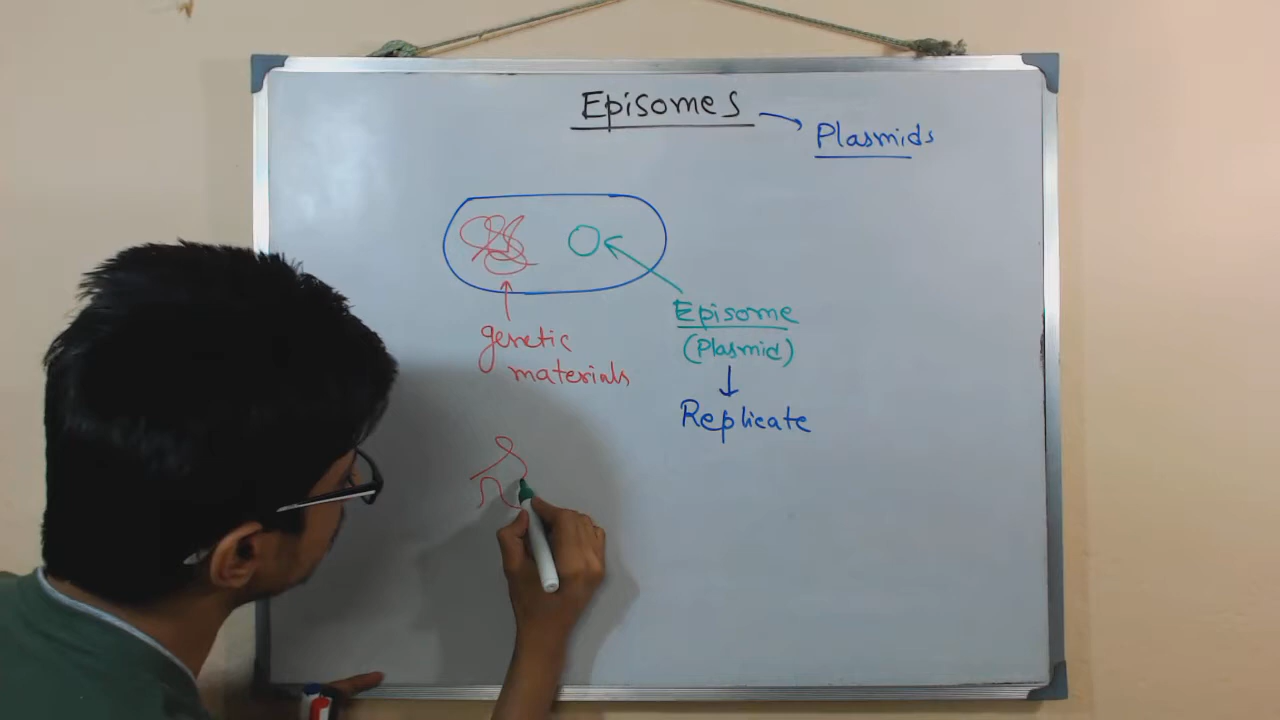 Episomes
Plasmids
Episome
(Plasmid)
genetic
materials
Replicate